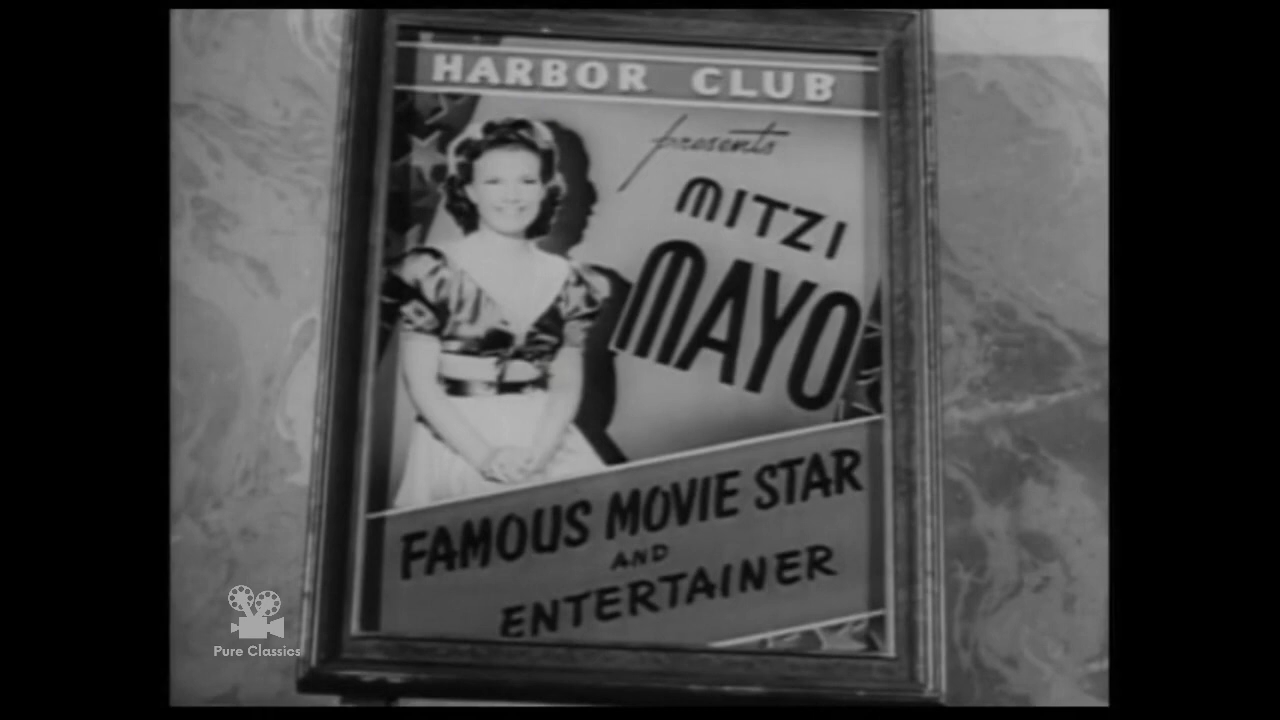 HARBOR CLUB
presents
MITZI
MAYO
FAMOUS MOVIE STAR
AND
ENTERTAINER
Pure Classics